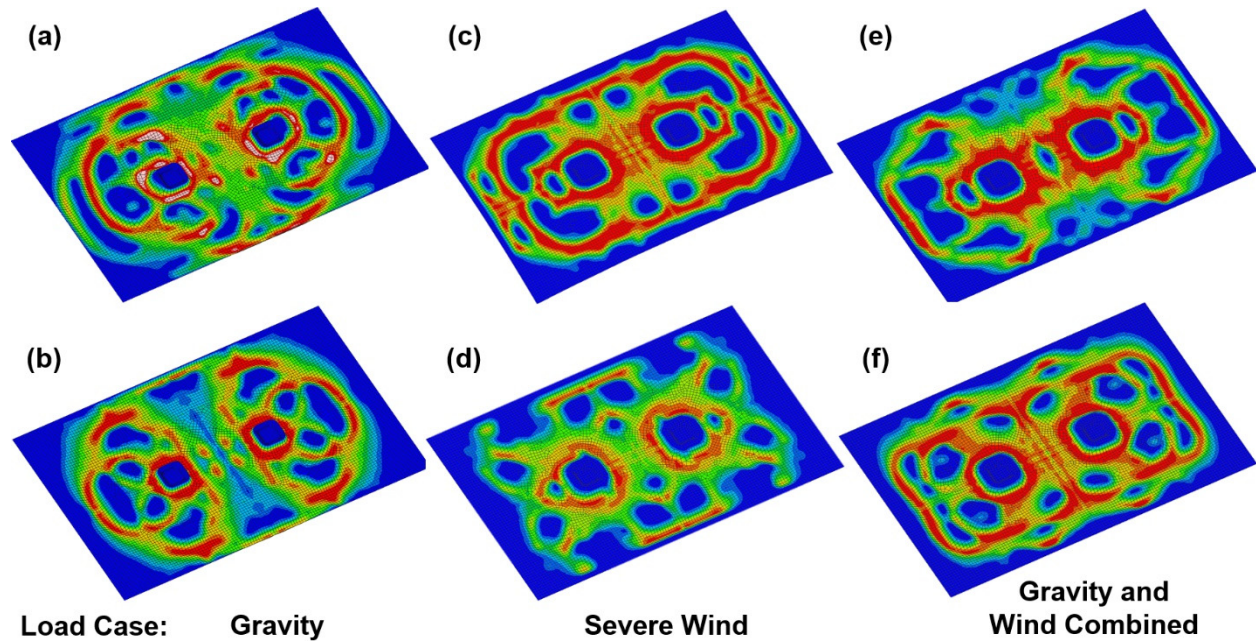 (a)
(c)
(e)
(b)
(d)
(f)
Load Case:
Gravity
Severe Wind
Gravity and
Wind Combined